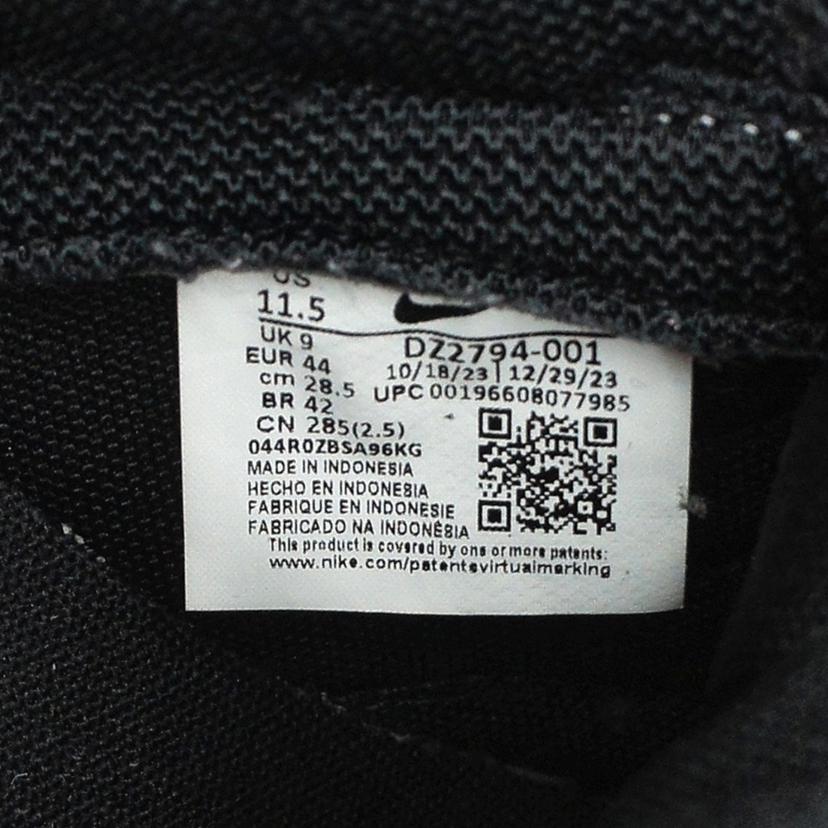 US
11.5
UK 9
EUR 44
cm 28.5
BR 42
CN 285(2.5)
DZ2794-001
10/18/23 | 12/29/23
UPC 00196608077985
044R0ZBSA96KG
MADE IN INDONESIA
HECHO EN INDONESIA
FABRIQUE EN INDONESIE
FABRICADO NA INDONÉSIA
This product is covered by one or more patents:
www.nike.com/patentsvirtualmarking